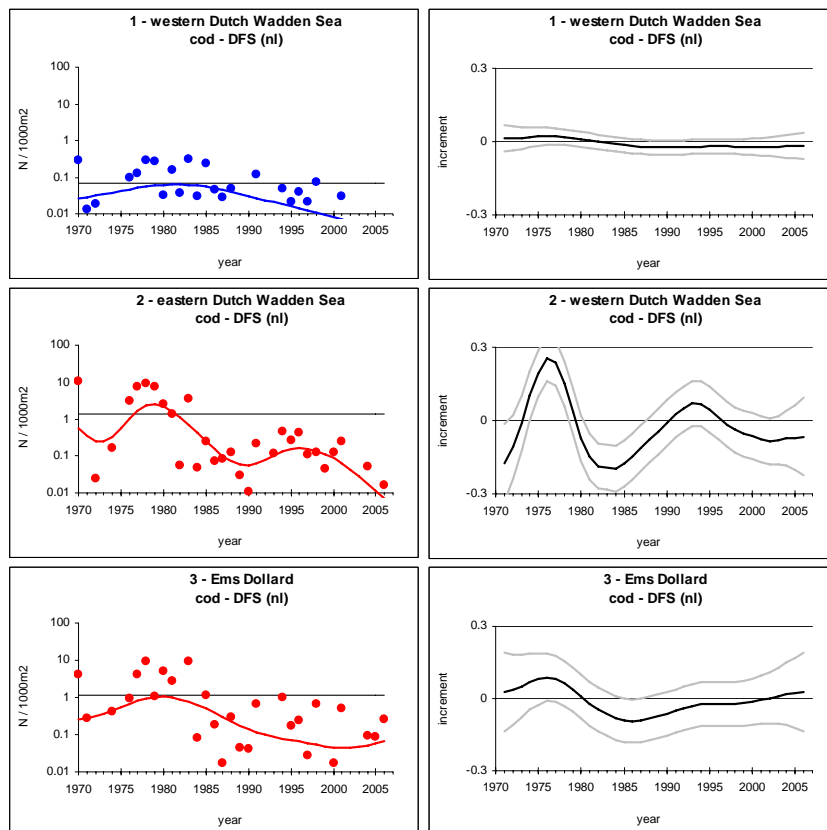 1 - western Dutch Wadden Sea
cod - DFS (nl)
N / 1000m2
100
10
1
0.1
0.01
1970 1975 1980 1985 1990 1995 2000 2005
year
1 - western Dutch Wadden Sea
cod - DFS (nl)
increment
0.3
0
-0.3
1970 1975 1980 1985 1990 1995 2000 2005
year
2 - eastern Dutch Wadden Sea
cod - DFS (nl)
N / 1000m2
100
10
1
0.1
0.01
1970 1975 1980 1985 1990 1995 2000 2005
year
2 - western Dutch Wadden Sea
cod - DFS (nl)
increment
0.3
0
-0.3
1970 1975 1980 1985 1990 1995 2000 2005
year
3 - Ems Dollard
cod - DFS (nl)
N / 1000m2
100
10
1
0.1
0.01
1970 1975 1980 1985 1990 1995 2000 2005
year
3 - Ems Dollard
cod - DFS (nl)
increment
0.3
0
-0.3
1970 1975 1980 1985 1990 1995 2000 2005
year